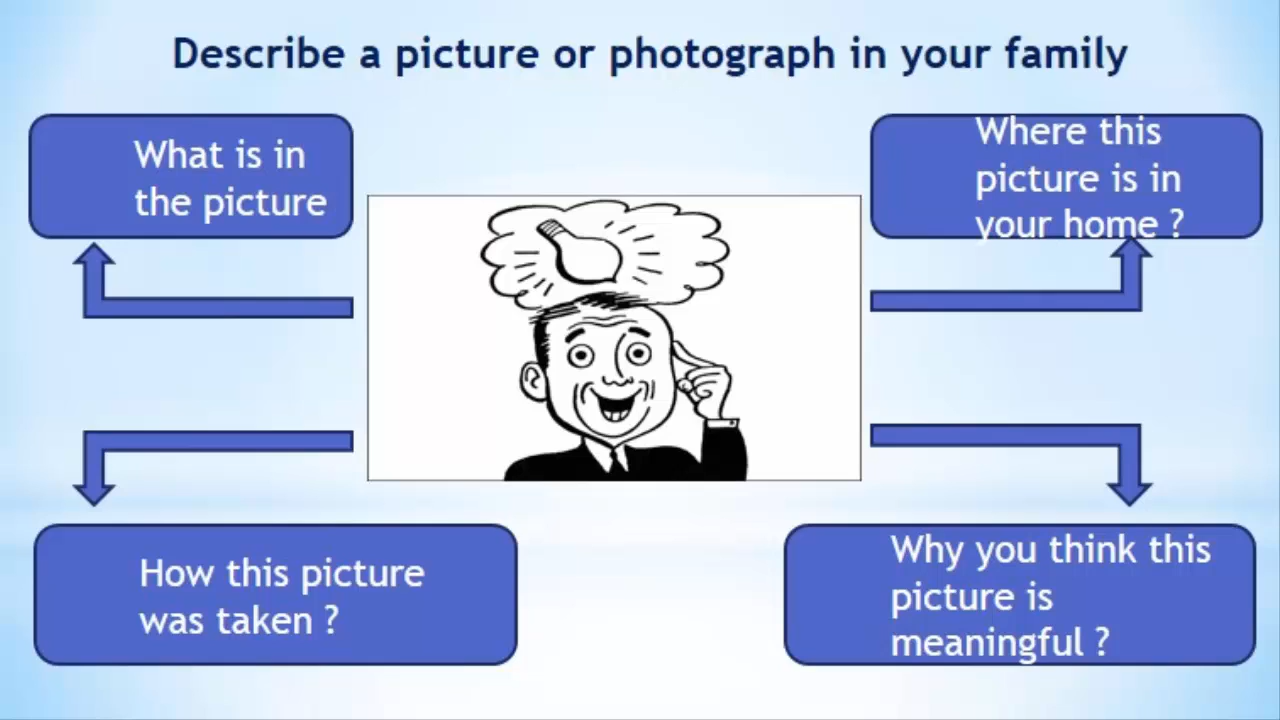 Describe a picture or photograph in your family
What is in
the picture
Where this
picture is in
your home ?
How this picture
was taken ?
Why you think this
picture is
meaningful ?